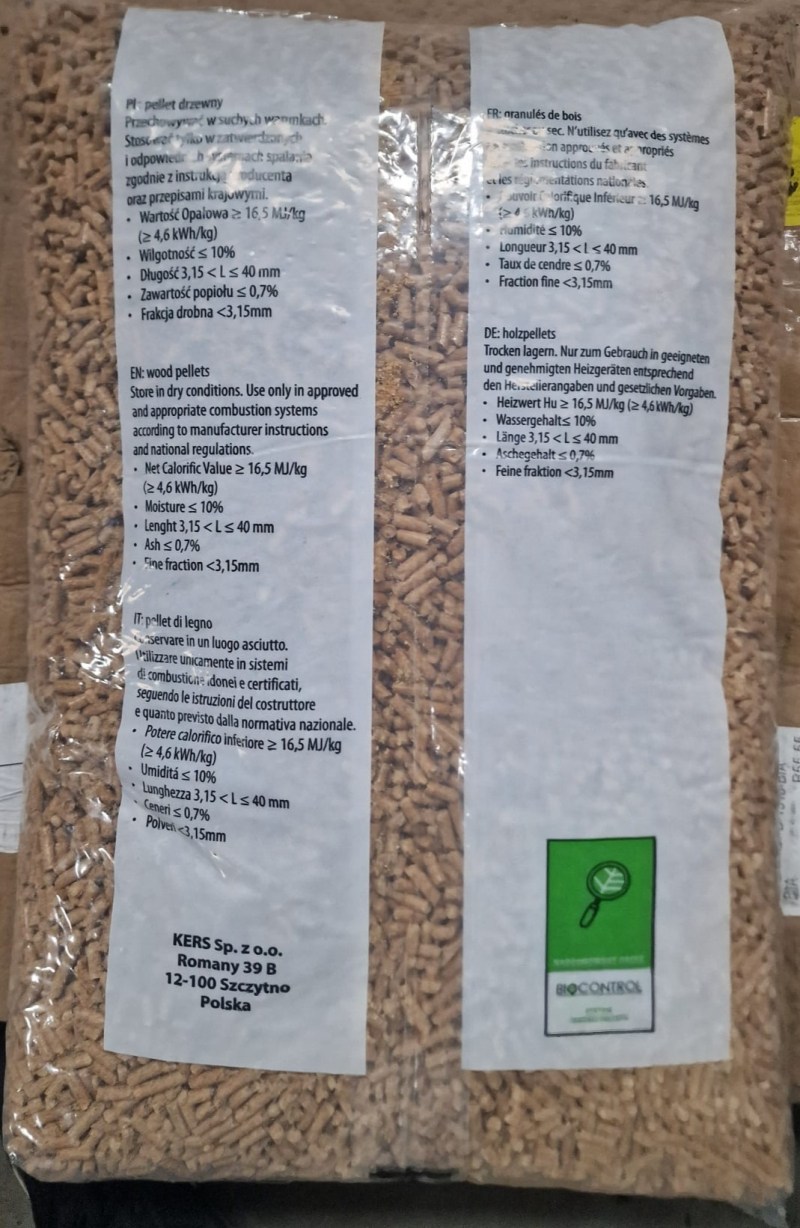 PL: pellet drzewny
Przechowywać w suchych warunkach.
Stosować tylko w zatwierdzonych
i odpowiednich systemach spalania
zgodnie z instrukcją producenta
oraz przepisami krajowymi.
• Wartość Opałowa ≥ 16,5 MJ/kg
(≥ 4,6 kWh/kg)
• Wilgotność ≤ 10%
• Długość 3,15 < L ≤ 40 mm
• Zawartość popiołu ≤ 0,7%
• Frakcja drobna <3,15mm
EN: wood pellets
Store in dry conditions. Use only in approved
and appropriate combustion systems
according to manufacturer instructions
and national regulations.
• Net Calorific Value ≥ 16,5 MJ/kg
(≥ 4,6 kWh/kg)
• Moisture ≤ 10%
• Lenght 3,15 < L ≤ 40 mm
• Ash ≤ 0,7%
• Fine fraction <3,15mm
IT: pellet di legno
Conservare in un luogo asciutto.
Utilizzare unicamente in sistemi
di combustione idonei e certificati,
seguendo le istruzioni del costruttore
e quanto previsto dalla normativa nazionale.
• Potere calorifico inferiore ≥ 16,5 MJ/kg
(≥ 4,6 kWh/kg)
• Umiditá ≤ 10%
• Lunghezza 3,15 < L ≤ 40 mm
• Ceneri ≤ 0,7%
• Polveri <3,15mm
KERS Sp. z o.o.
Romany 39 B
12-100 Szczytno
Polska
FR: granulés de bois
sec. N'utilisez qu'avec des systèmes
approuvés et appropriés
les instructions du fabricant
et les réglementations nationales.
• Pouvoir Calorifique Inférieur ≥ 16,5 MJ/kg
(≥ 4,6 kWh/kg)
• Humidité ≤ 10%
• Longueur 3,15 < L ≤ 40 mm
• Taux de cendre ≤ 0,7%
• Fraction fine <3,15mm
DE: holzpellets
Trocken lagern. Nur zum Gebrauch in geeigneten
und genehmigten Heizgeräten entsprechend
den Herstellerangaben und gesetzlichen Vorgaben.
• Heizwert Hu ≥ 16,5 MJ/kg (≥ 4,6 kWh/kg)
• Wassergehalt≤ 10%
• Länge 3,15 < L ≤ 40 mm
• Aschegehalt ≤ 0,7%
• Feine fraktion <3,15mm
BIOCONTROL